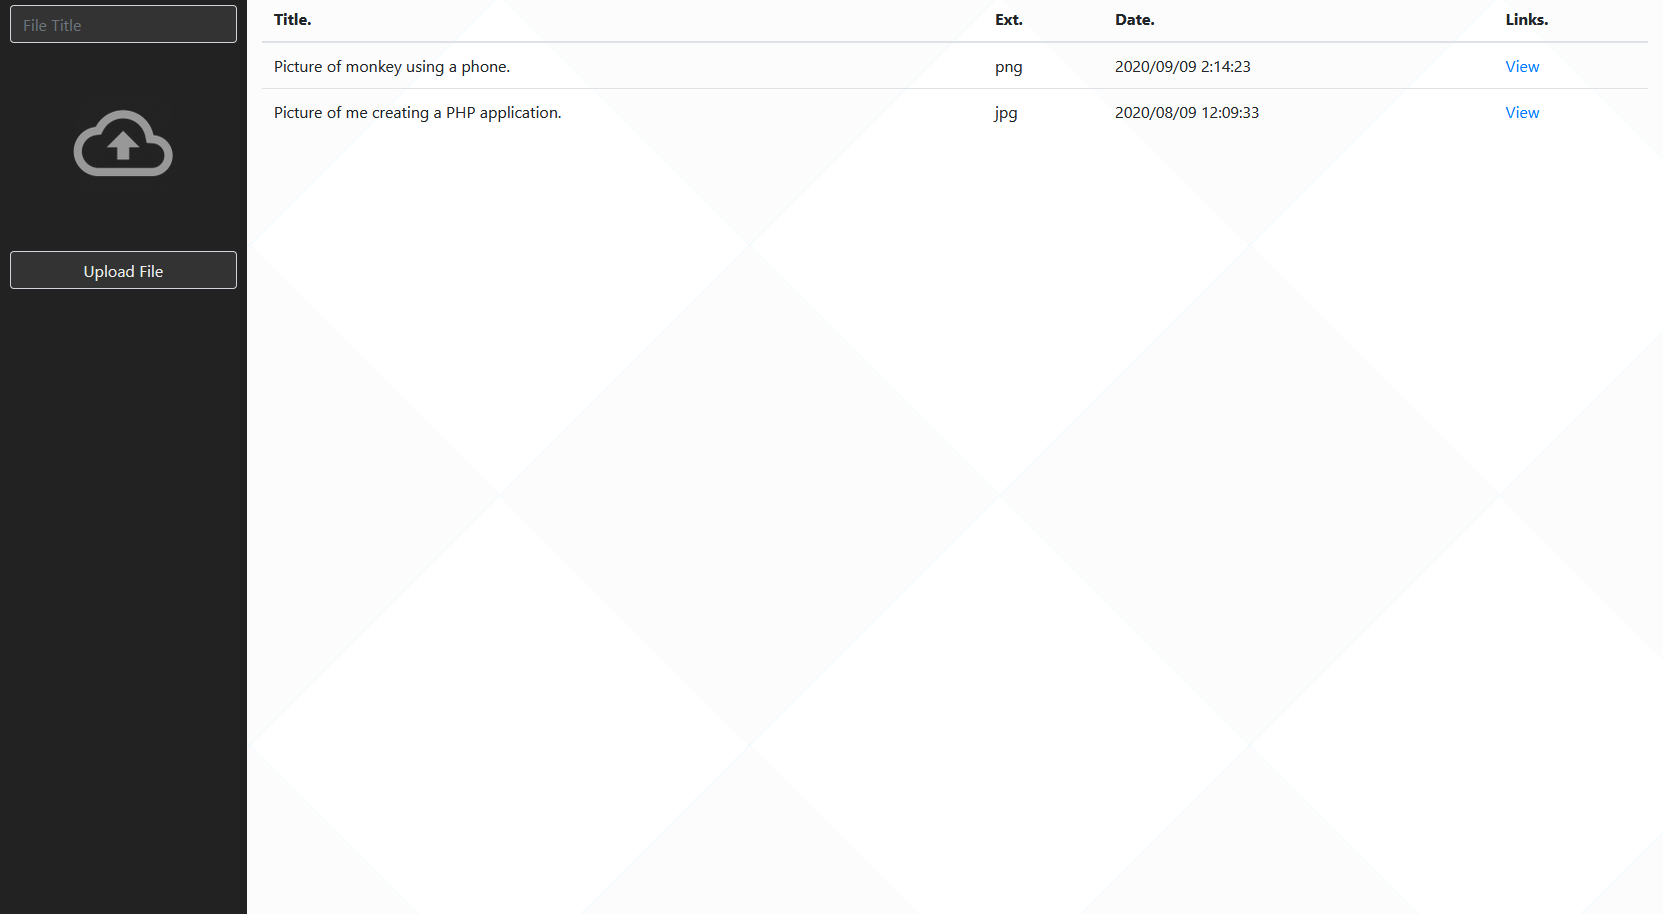 File Title
Upload File
Title. Ext. Date. Links.
Picture of monkey using a phone. png 2020/09/09 2:14:23 View
Picture of me creating a PHP application. jpg 2020/08/09 12:09:33 View